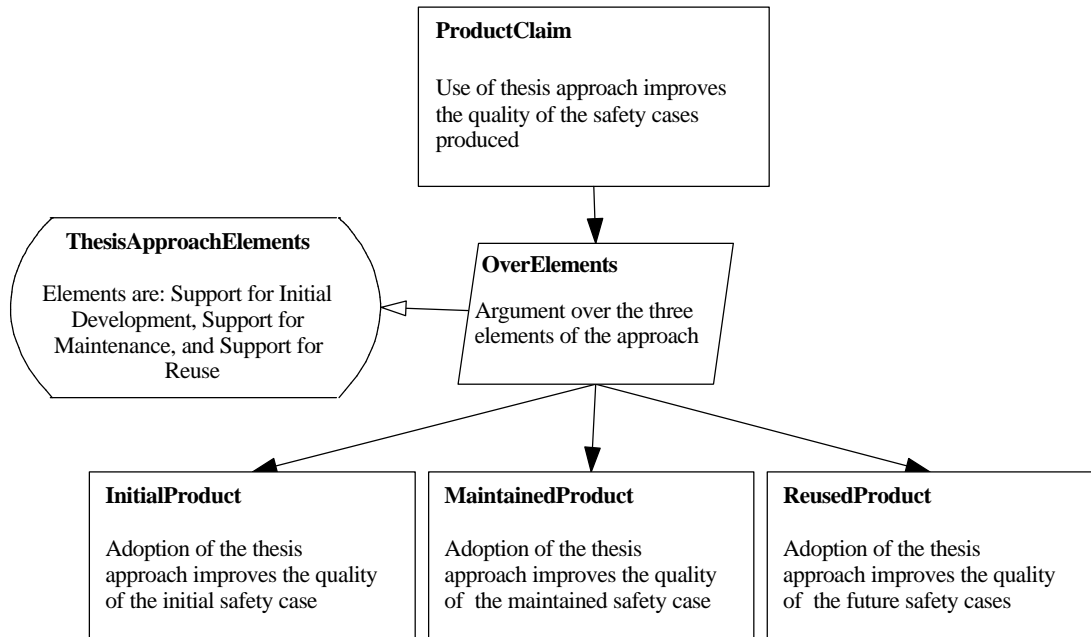 ProductClaim
Use of thesis approach improves
the quality of the safety cases
produced
ThesisApproachElements
Elements are: Support for Initial
Development, Support for
Maintenance, and Support for
Reuse
OverElements
Argument over the three
elements of the approach
InitialProduct
Adoption of the thesis
approach improves the quality
of the initial safety case
MaintainedProduct
Adoption of the thesis
approach improves the quality
of the maintained safety case
ReusedProduct
Adoption of the thesis
approach improves the quality
of the future safety cases